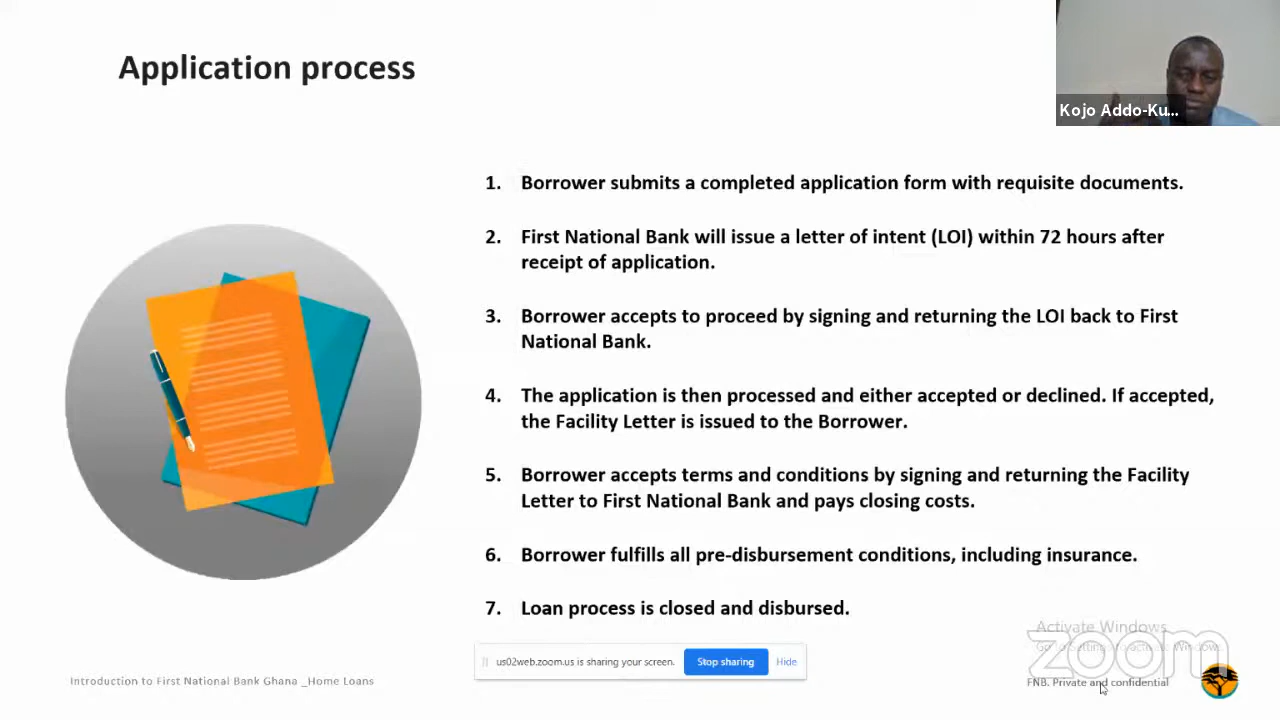 Application process
Kojo Addo-Ku...
1. Borrower submits a completed application form with requisite documents.
2. First National Bank will issue a letter of intent (LOI) within 72 hours after
receipt of application.
3. Borrower accepts to proceed by signing and returning the LOI back to First
National Bank.
4. The application is then processed and either accepted or declined. If accepted,
the Facility Letter is issued to the Borrower.
5. Borrower accepts terms and conditions by signing and returning the Facility
Letter to First National Bank and pays closing costs.
6. Borrower fulfills all pre-disbursement conditions, including insurance.
7. Loan process is closed and disbursed.
Activate Windows
Go to Settings to activate Windows.
zoom
us02web.zoom.us is sharing your screen. Stop sharing Hide
Introduction to First National Bank Ghana _Home Loans
FNB. Private and confidential